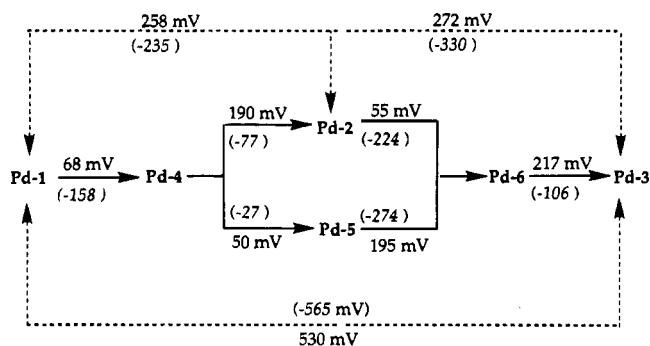 258 mV 272 mV
(-235) (-330)
190 mV 55 mV
Pd-2
(-77) (-224)
68 mV 217 mV
Pd-1 Pd-4 Pd-6 Pd-3
(-158) (-106)
(-27) (-274)
Pd-5
50 mV 195 mV
(-565 mV)
530 mV